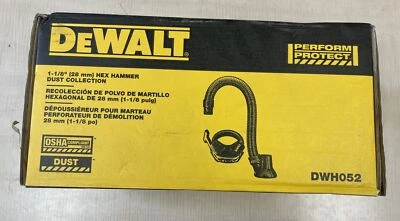 DEWALT
PERFORM
PROTECT
1-1/8" (28 mm) HEX HAMMER
DUST COLLECTION
RECOLECCIÓN DE POLVO DE MARTILLO
HEXAGONAL DE 28 mm (1-1/8 pulg)
DÉPOUSSIÉREUR POUR MARTEAU
PERFORATEUR DE DÉMOLITION
28 mm (1-1/8 po)
OSHA COMPLIANT
DUST
DWH052